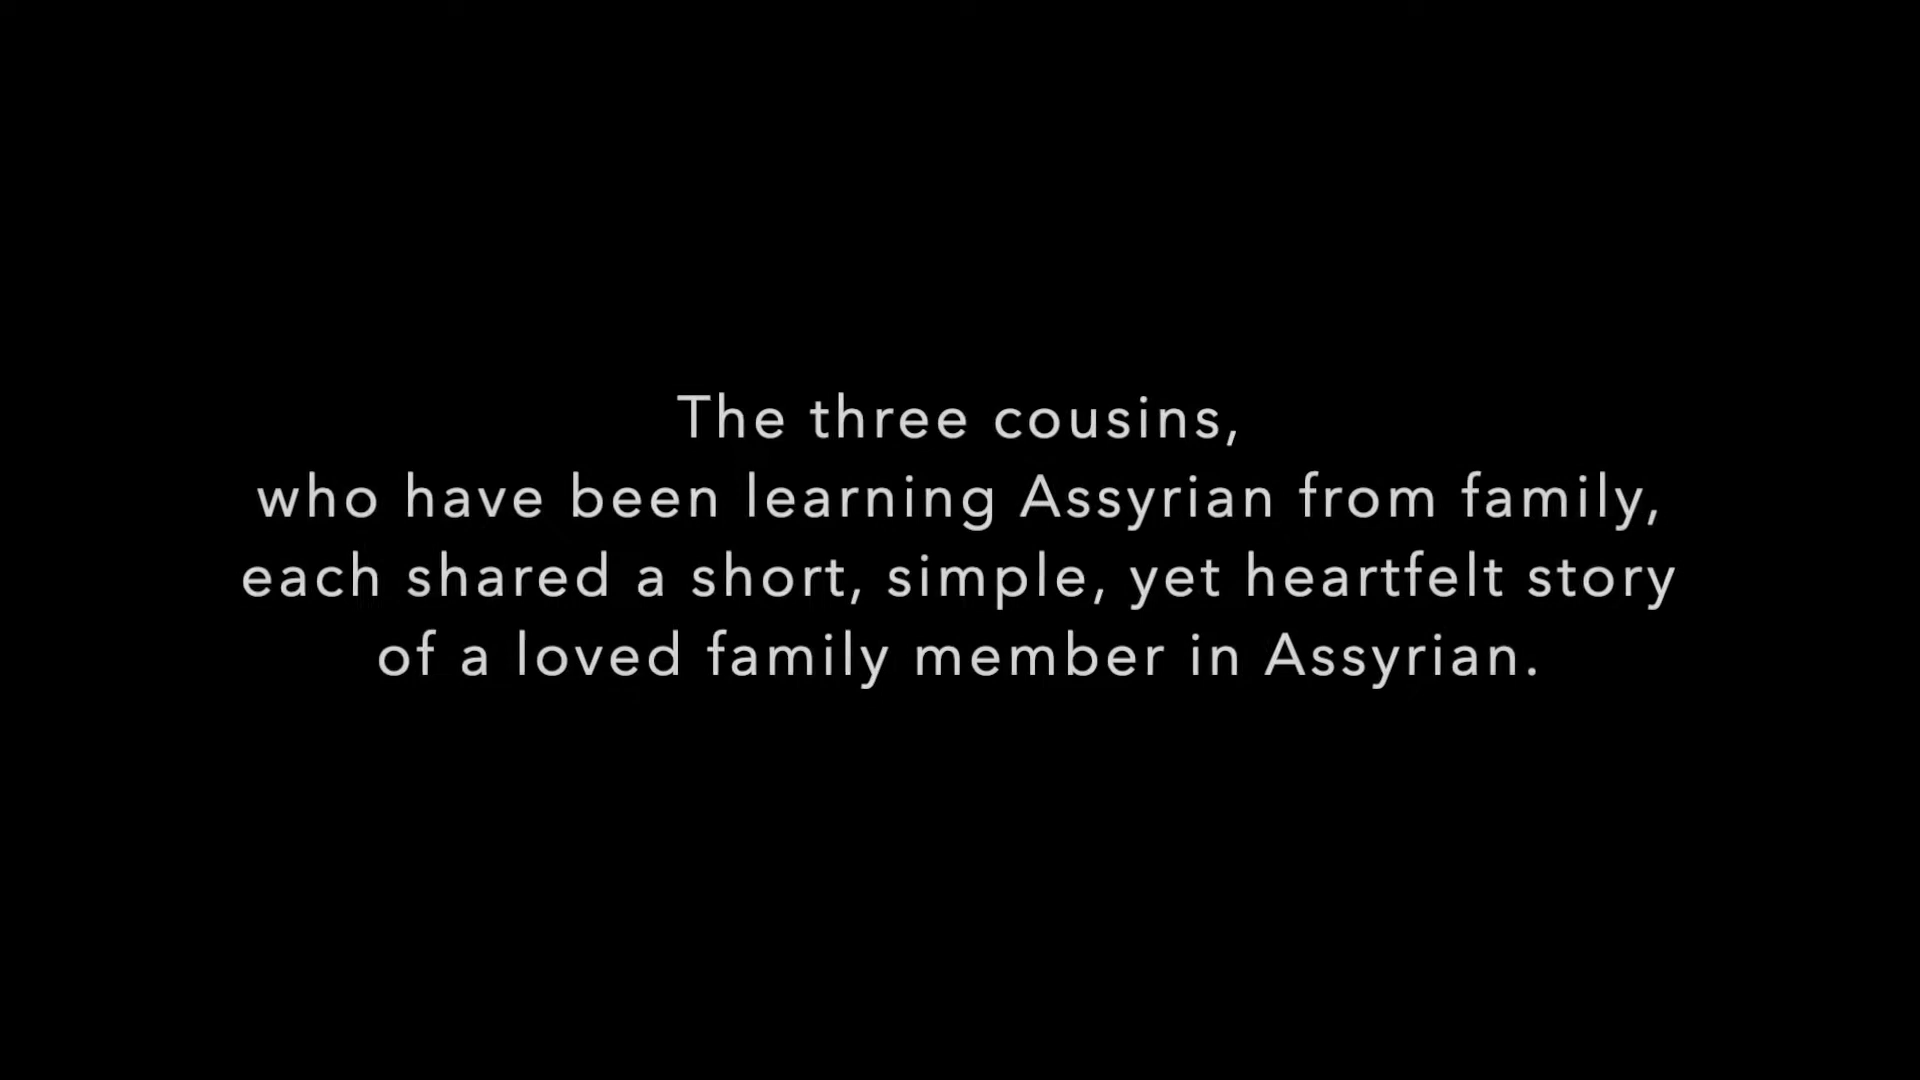 The three cousins,
who have been learning Assyrian from family,
each shared a short, simple, yet heartfelt story
of a loved family member in Assyrian.